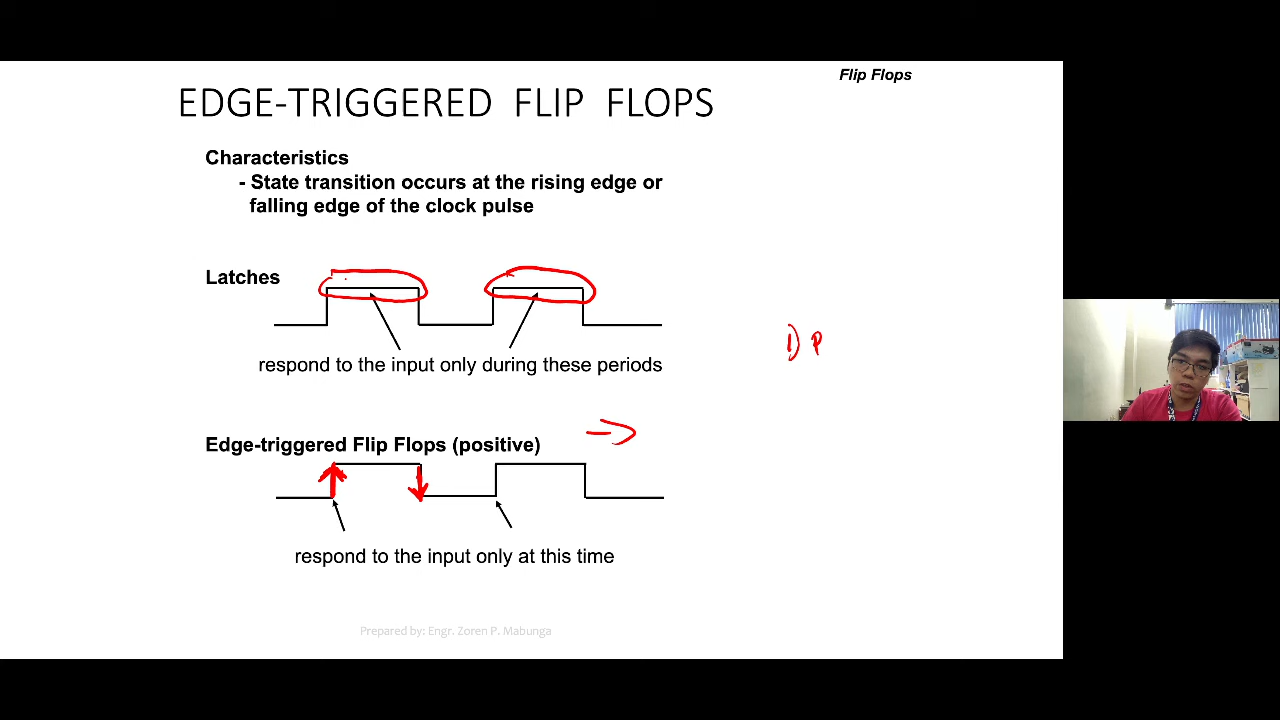 Flip Flops
EDGE-TRIGGERED FLIP FLOPS
Characteristics
- State transition occurs at the rising edge or
falling edge of the clock pulse
Latches
respond to the input only during these periods
1) P
Edge-triggered Flip Flops (positive)
respond to the input only at this time
Prepared by: Engr. Zoren P. Mabunga